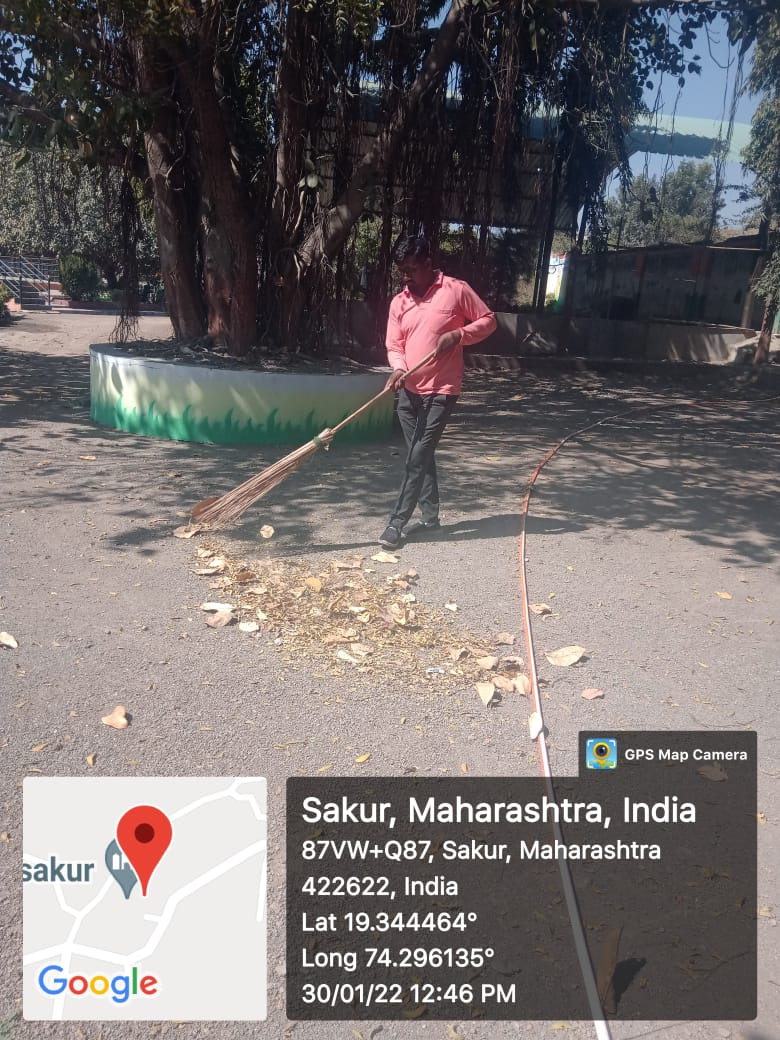 GPS Map Camera
Sakur, Maharashtra, India
87VW+Q87, Sakur, Maharashtra
422622, India
Lat 19.344464°
Long 74.296135°
30/01/22 12:46 PM
sakur
Google